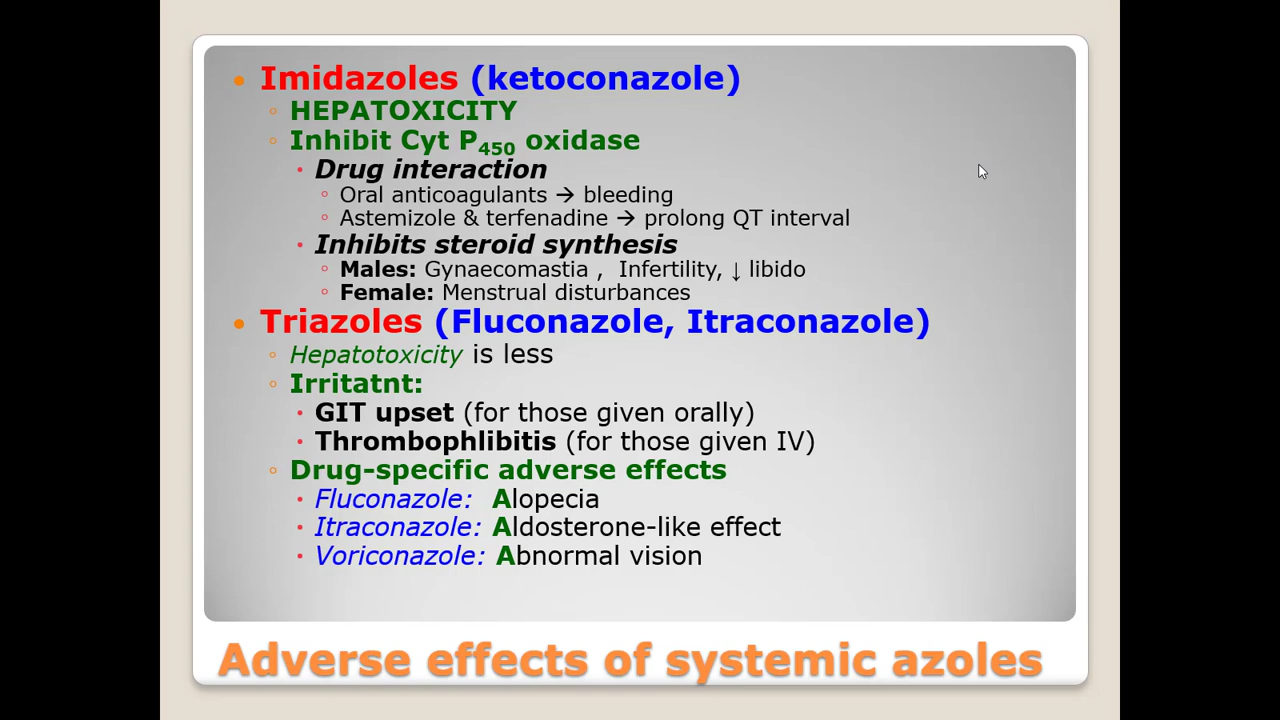 Imidazoles (ketoconazole)
HEPATOXICITY
Inhibit Cyt P450 oxidase
Drug interaction
Oral anticoagulants → bleeding
Astemizole & terfenadine → prolong QT interval
Inhibits steroid synthesis
Males: Gynaecomastia , Infertility, ↓ libido
Female: Menstrual disturbances
Triazoles (Fluconazole, Itraconazole)
Hepatotoxicity is less
Irritatnt:
GIT upset (for those given orally)
Thrombophlibitis (for those given IV)
Drug-specific adverse effects
Fluconazole: Alopecia
Itraconazole: Aldosterone-like effect
Voriconazole: Abnormal vision
Adverse effects of systemic azoles